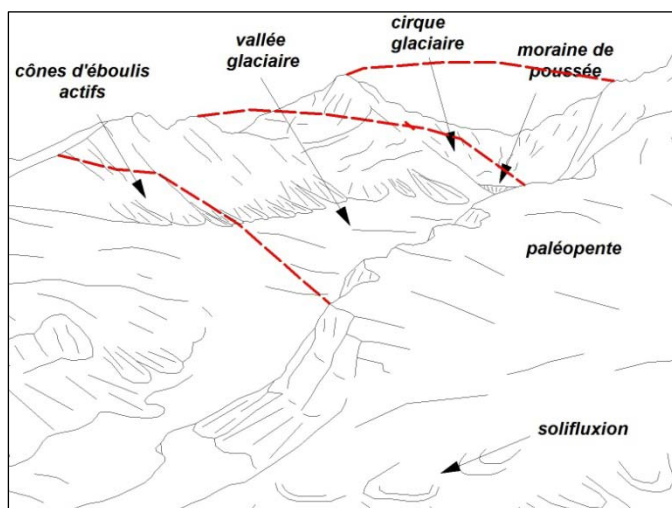 cônes d'éboulis
actifs
vallée
glaciaire
cirque
glaciaire
moraine de
poussée
paléopente
solifluxion